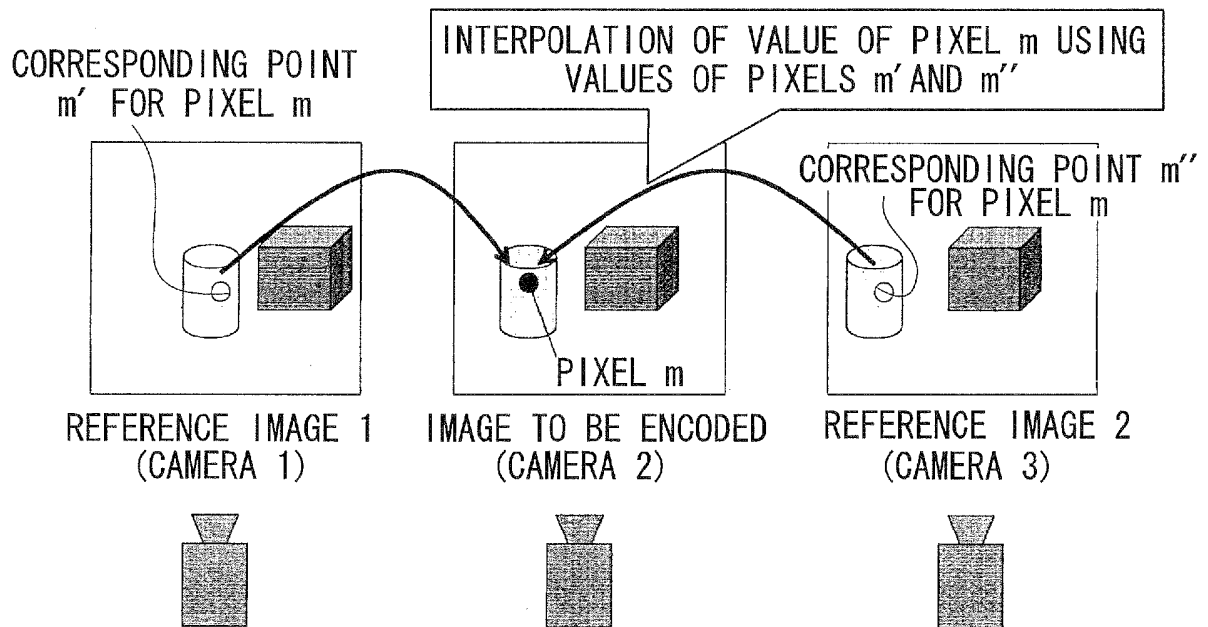 CORRESPONDING POINT
m′ FOR PIXEL m
INTERPOLATION OF VALUE OF PIXEL m USING
VALUES OF PIXELS m′ AND m″
CORRESPONDING POINT m″
FOR PIXEL m
PIXEL m
REFERENCE IMAGE 1
(CAMERA 1)
IMAGE TO BE ENCODED
(CAMERA 2)
REFERENCE IMAGE 2
(CAMERA 3)